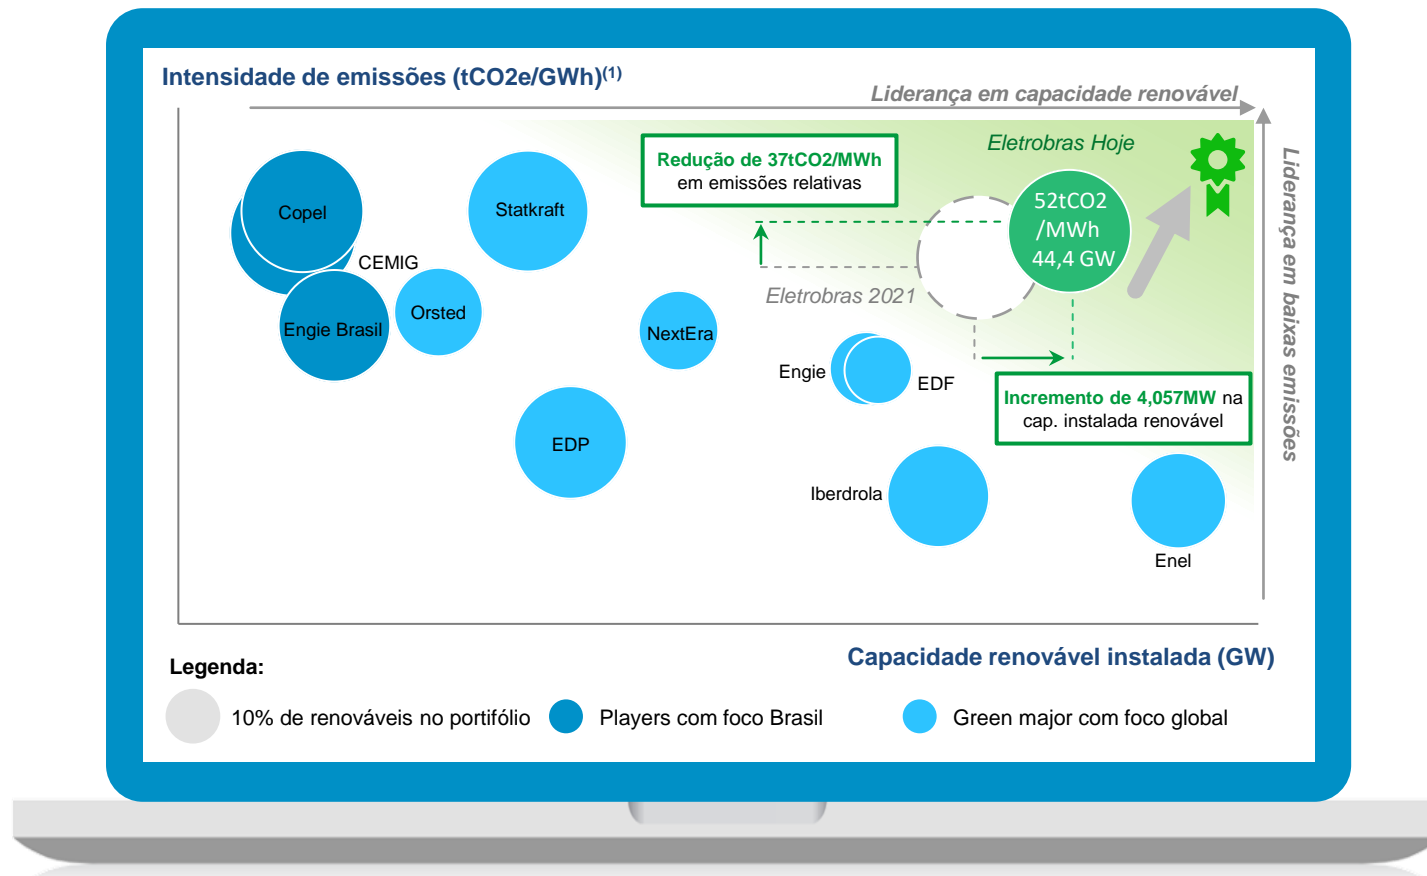 Intensidade de emissões (tCO2e/GWh)(1)
Liderança em capacidade renovável
Eletrobras Hoje
Redução de 37tCO2/MWh
em emissões relativas
Liderança em baixas emissões
Copel
Statkraft
52tCO2
/MWh
44,4 GW
CEMIG
Eletrobras 2021
Orsted
Engie Brasil
NextEra
Engie
EDF
Incremento de 4,057MW na
cap. instalada renovável
EDP
Iberdrola
Enel
Capacidade renovável instalada (GW)
Legenda:
10% de renováveis no portifólio
Players com foco Brasil
Green major com foco global